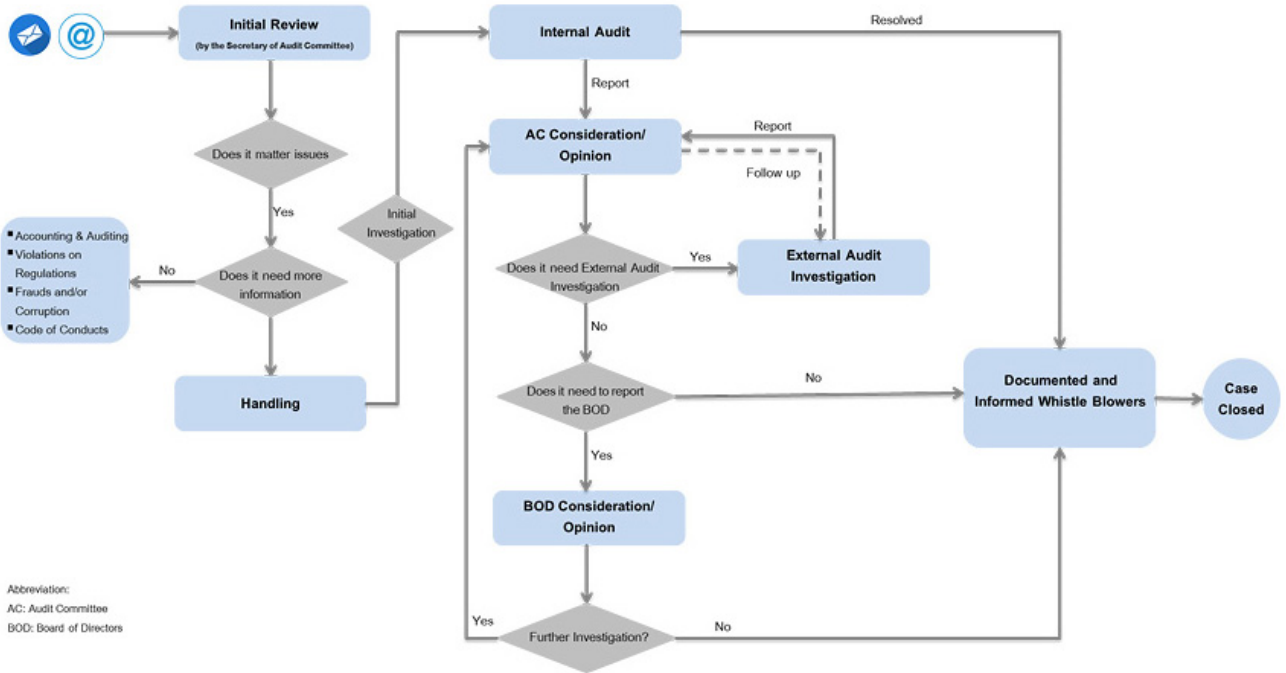 Initial Review
(by the Secretary of Audit Committee)
Does it matter issues
Yes
Does it need more
information
No
■ Accounting & Auditing
■ Violations on
Regulations
■ Frauds and/or
Corruption
■ Code of Conducts
Handling
Initial
Investigation
Internal Audit
Resolved
Report
AC Consideration/
Opinion
Report
Follow up
Does it need External Audit
Investigation
Yes
External Audit
Investigation
No
Does it need to report
the BOD
No
Documented and
Informed Whistle Blowers
Case
Closed
Yes
BOD Consideration/
Opinion
Further Investigation?
Yes
No
Abbreviation:
AC: Audit Committee
BOD: Board of Directors